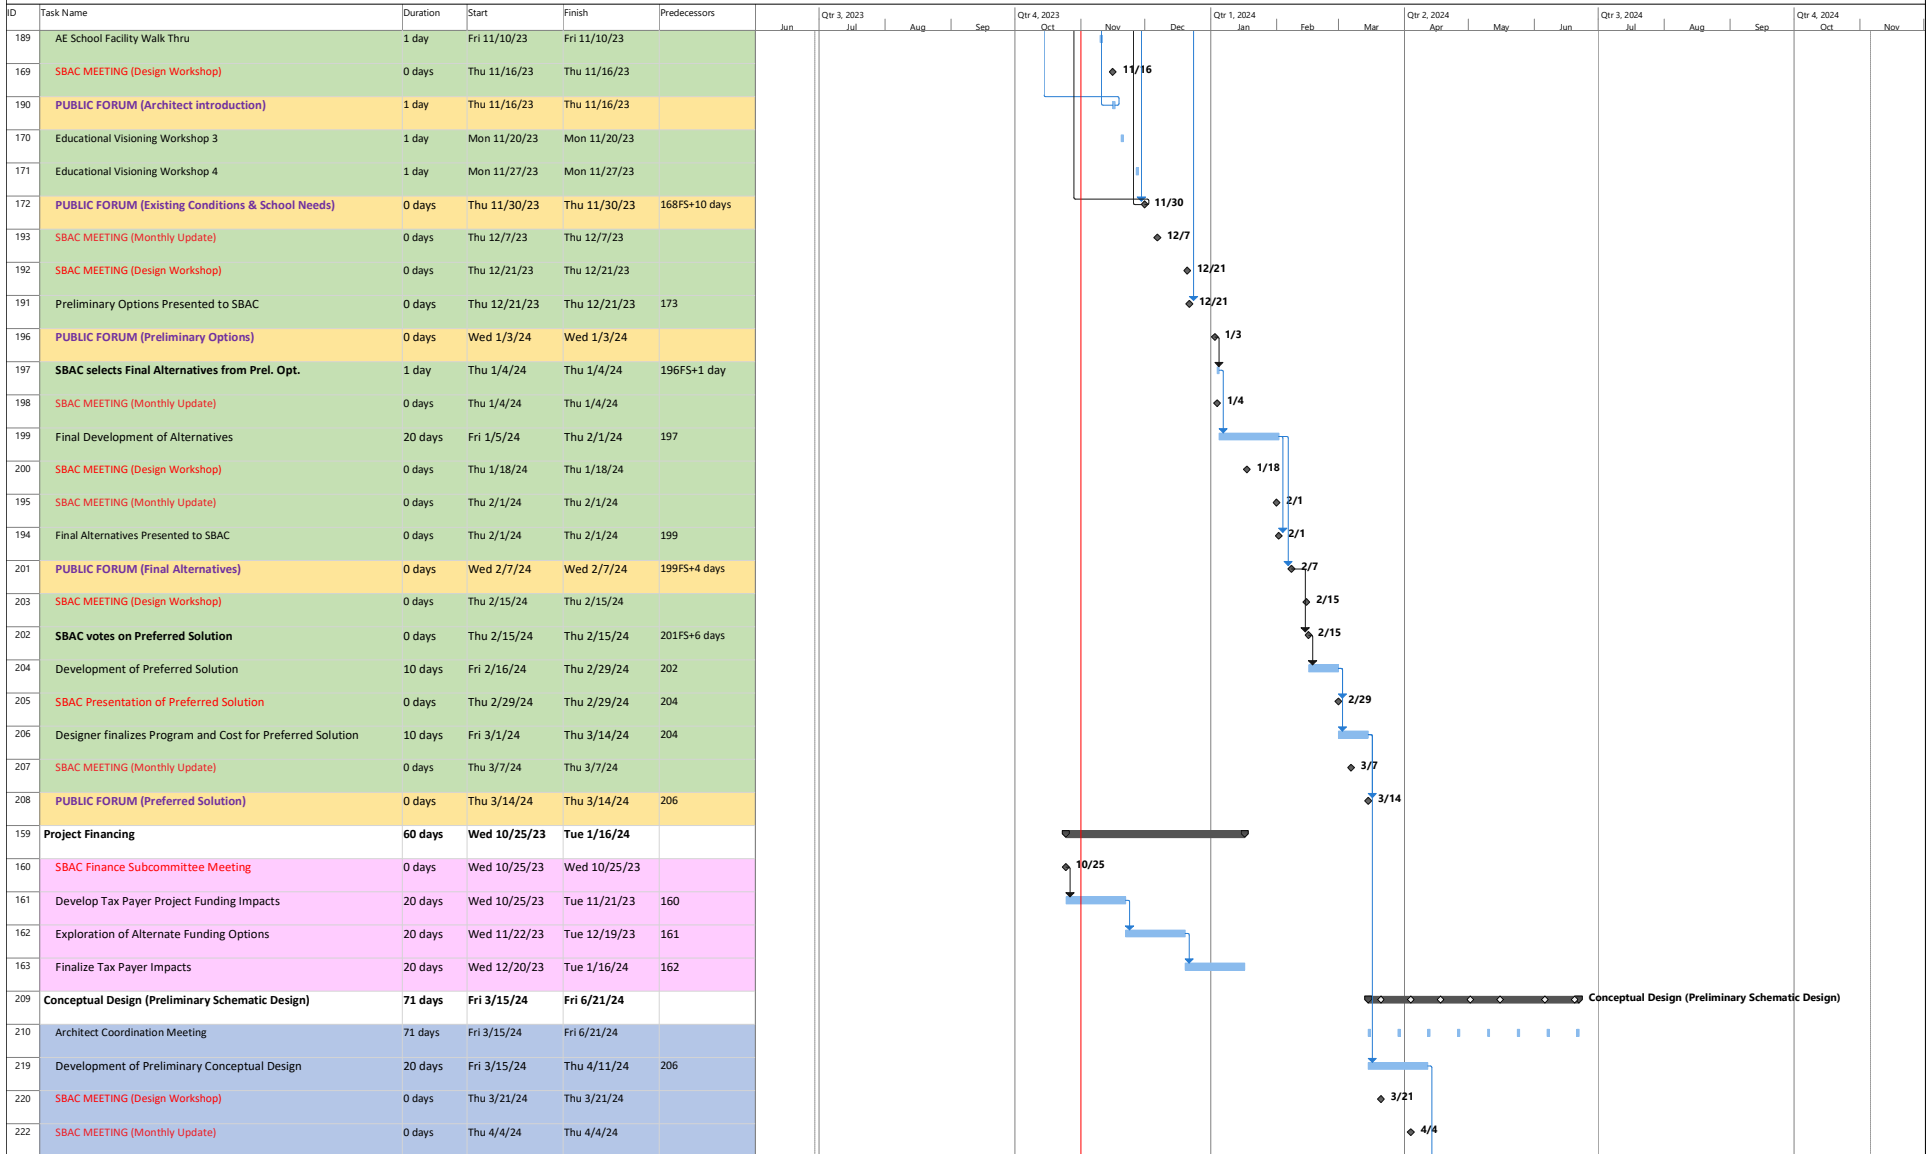 ID Task Name Duration Start Finish Predecessors
Qtr 3, 2023 Qtr 4, 2023 Qtr 1, 2024 Qtr 2, 2024 Qtr 3, 2024 Qtr 4, 2024
Jun Jul Aug Sep Oct Nov Dec Jan Feb Mar Apr May Jun Jul Aug Sep Oct Nov
189 AE School Facility Walk Thru 1 day Fri 11/10/23 Fri 11/10/23
169 SBAC MEETING (Design Workshop) 0 days Thu 11/16/23 Thu 11/16/23 11/16
190 PUBLIC FORUM (Architect introduction) 1 day Thu 11/16/23 Thu 11/16/23
170 Educational Visioning Workshop 3 1 day Mon 11/20/23 Mon 11/20/23
171 Educational Visioning Workshop 4 1 day Mon 11/27/23 Mon 11/27/23
172 PUBLIC FORUM (Existing Conditions & School Needs) 0 days Thu 11/30/23 Thu 11/30/23 168FS+10 days 11/30
193 SBAC MEETING (Monthly Update) 0 days Thu 12/7/23 Thu 12/7/23 12/7
192 SBAC MEETING (Design Workshop) 0 days Thu 12/21/23 Thu 12/21/23 12/21
191 Preliminary Options Presented to SBAC 0 days Thu 12/21/23 Thu 12/21/23 173 12/21
196 PUBLIC FORUM (Preliminary Options) 0 days Wed 1/3/24 Wed 1/3/24 1/3
197 SBAC selects Final Alternatives from Prel. Opt. 1 day Thu 1/4/24 Thu 1/4/24 196FS+1 day
198 SBAC MEETING (Monthly Update) 0 days Thu 1/4/24 Thu 1/4/24 1/4
199 Final Development of Alternatives 20 days Fri 1/5/24 Thu 2/1/24 197
200 SBAC MEETING (Design Workshop) 0 days Thu 1/18/24 Thu 1/18/24 1/18
195 SBAC MEETING (Monthly Update) 0 days Thu 2/1/24 Thu 2/1/24 2/1
194 Final Alternatives Presented to SBAC 0 days Thu 2/1/24 Thu 2/1/24 199 2/1
201 PUBLIC FORUM (Final Alternatives) 0 days Wed 2/7/24 Wed 2/7/24 199FS+4 days 2/7
203 SBAC MEETING (Design Workshop) 0 days Thu 2/15/24 Thu 2/15/24 2/15
202 SBAC votes on Preferred Solution 0 days Thu 2/15/24 Thu 2/15/24 201FS+6 days 2/15
204 Development of Preferred Solution 10 days Fri 2/16/24 Thu 2/29/24 202
205 SBAC Presentation of Preferred Solution 0 days Thu 2/29/24 Thu 2/29/24 204 2/29
206 Designer finalizes Program and Cost for Preferred Solution 10 days Fri 3/1/24 Thu 3/14/24 204
207 SBAC MEETING (Monthly Update) 0 days Thu 3/7/24 Thu 3/7/24 3/7
208 PUBLIC FORUM (Preferred Solution) 0 days Thu 3/14/24 Thu 3/14/24 206 3/14
159 Project Financing 60 days Wed 10/25/23 Tue 1/16/24
160 SBAC Finance Subcommittee Meeting 0 days Wed 10/25/23 Wed 10/25/23 10/25
161 Develop Tax Payer Project Funding Impacts 20 days Wed 10/25/23 Tue 11/21/23 160
162 Exploration of Alternate Funding Options 20 days Wed 11/22/23 Tue 12/19/23 161
163 Finalize Tax Payer Impacts 20 days Wed 12/20/23 Tue 1/16/24 162
209 Conceptual Design (Preliminary Schematic Design) 71 days Fri 3/15/24 Fri 6/21/24 Conceptual Design (Preliminary Schematic Design)
210 Architect Coordination Meeting 71 days Fri 3/15/24 Fri 6/21/24
219 Development of Preliminary Conceptual Design 20 days Fri 3/15/24 Thu 4/11/24 206
220 SBAC MEETING (Design Workshop) 0 days Thu 3/21/24 Thu 3/21/24 3/21
222 SBAC MEETING (Monthly Update) 0 days Thu 4/4/24 Thu 4/4/24 4/4